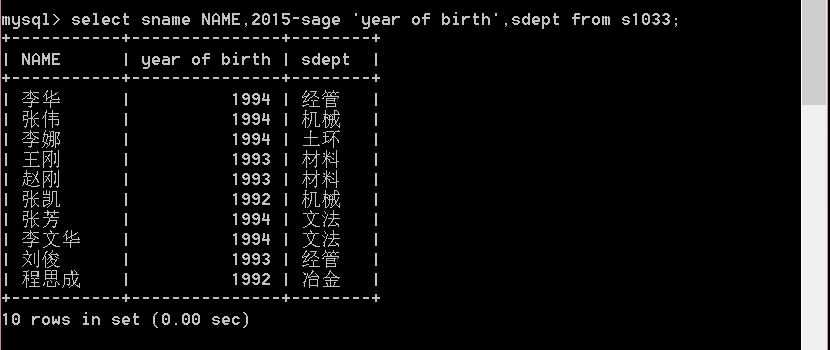 mysql> select sname NAME,2015-sage 'year of birth',sdept from s1033;
+-----------+---------------+--------+
| NAME      | year of birth | sdept  |
+-----------+---------------+--------+
| 李华      |          1994 | 经管   |
| 张伟      |          1994 | 机械   |
| 李娜      |          1994 | 土环   |
| 王刚      |          1993 | 材料   |
| 赵刚      |          1993 | 材料   |
| 张凯      |          1992 | 机械   |
| 张芳      |          1994 | 文法   |
| 李文华    |          1994 | 文法   |
| 刘俊      |          1993 | 经管   |
| 程思成    |          1992 | 冶金   |
+-----------+---------------+--------+
10 rows in set (0.00 sec)